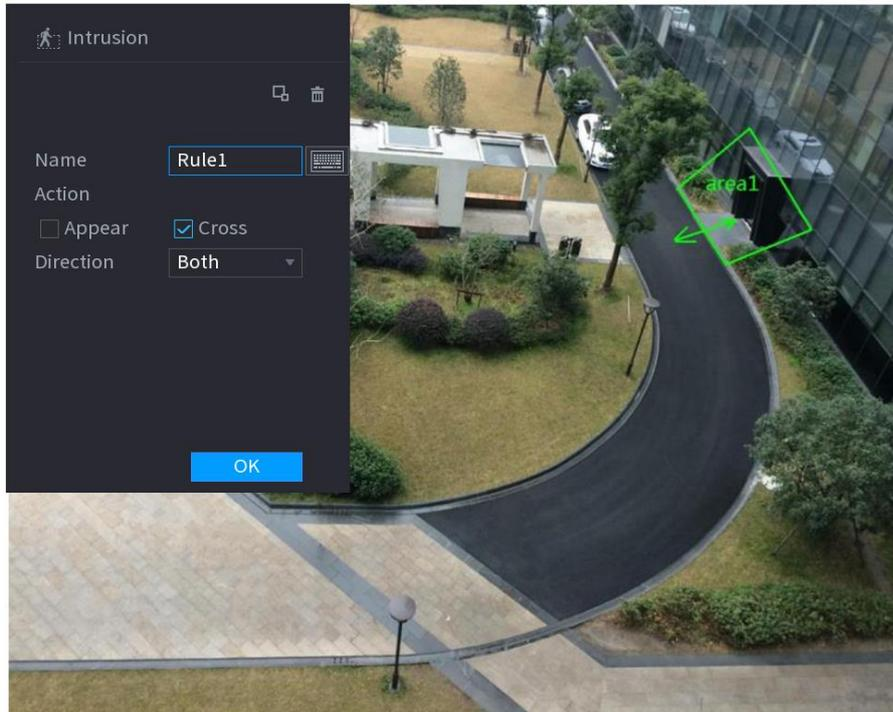 Intrusion
Name Rule1
Action
Appear Cross
Direction Both
OK
area1